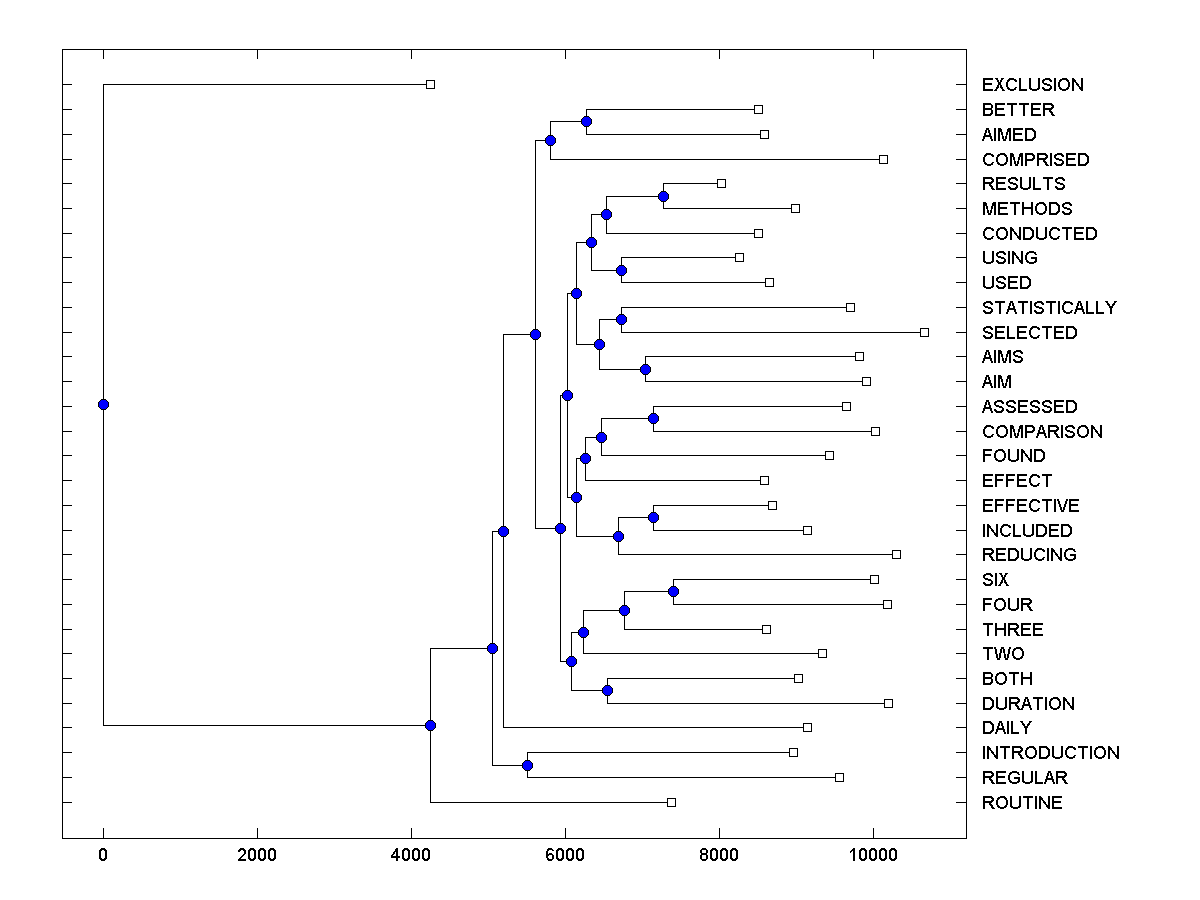 EXCLUSION
BETTER
AIMED
COMPRISED
RESULTS
METHODS
CONDUCTED
USING
USED
STATISTICALLY
SELECTED
AIMS
AIM
ASSESSED
COMPARISON
FOUND
EFFECT
EFFECTIVE
INCLUDED
REDUCING
SIX
FOUR
THREE
TWO
BOTH
DURATION
DAILY
INTRODUCTION
REGULAR
ROUTINE
0 2000 4000 6000 8000 10000